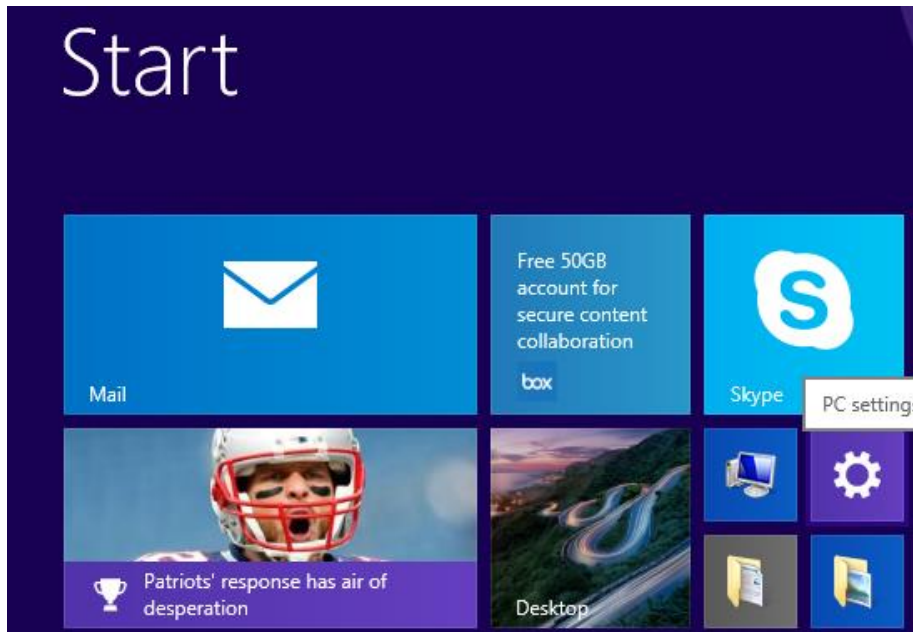 Start
Mail
Free 50GB
account for
secure content
collaboration
box
Skype
PC settings
Patriots' response has air of
desperation
Desktop